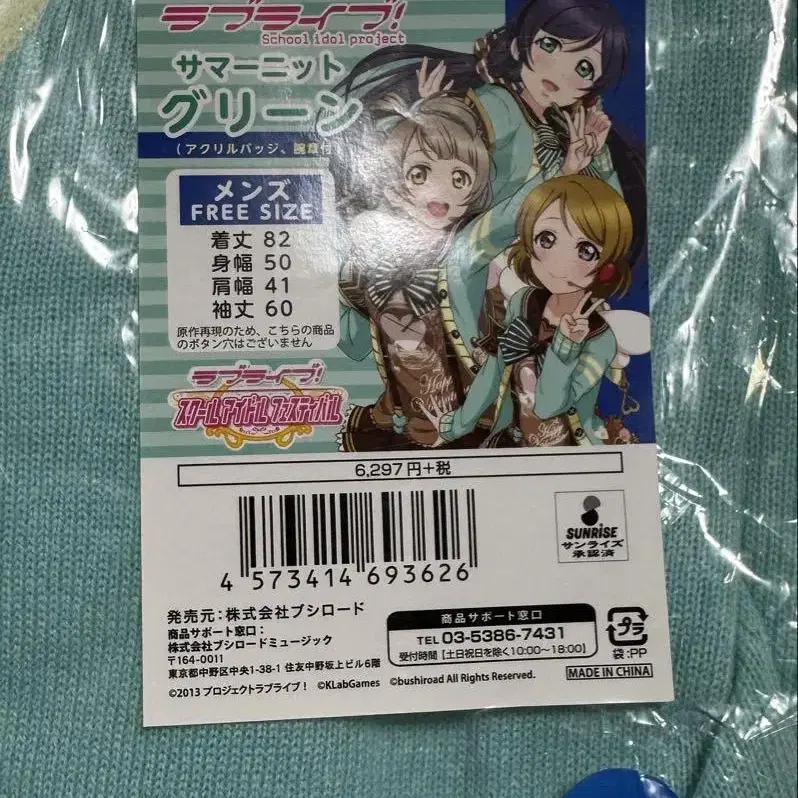 ラブライブ!
School idol project
サマーニット
グリーン
(アクリルバッジ、腕章付
メンズ
FREE SIZE
着丈 82
身幅 50
肩幅 41
袖丈 60
原作再現のため、こちらの商品
のボタン穴はございません
ラブライブ!
スクールアイドルフェスティバル
6,297円+税
4 573414 693626
SUNRISE
サンライズ
承認済
発売元:株式会社ブシロード
商品サポート窓口:
株式会社ブシロードミュージック
〒164-0011
東京都中野区中央1-38-1 住友中野坂上ビル6階
商品サポート窓口
TEL 03-5386-7431
受付時間【土日祝日を除く10:00~18:00】
プラ
袋:PP
MADE IN CHINA
©2013 プロジェクトラブライブ! ©KLabGames ©bushiroad All Rights Reserved.